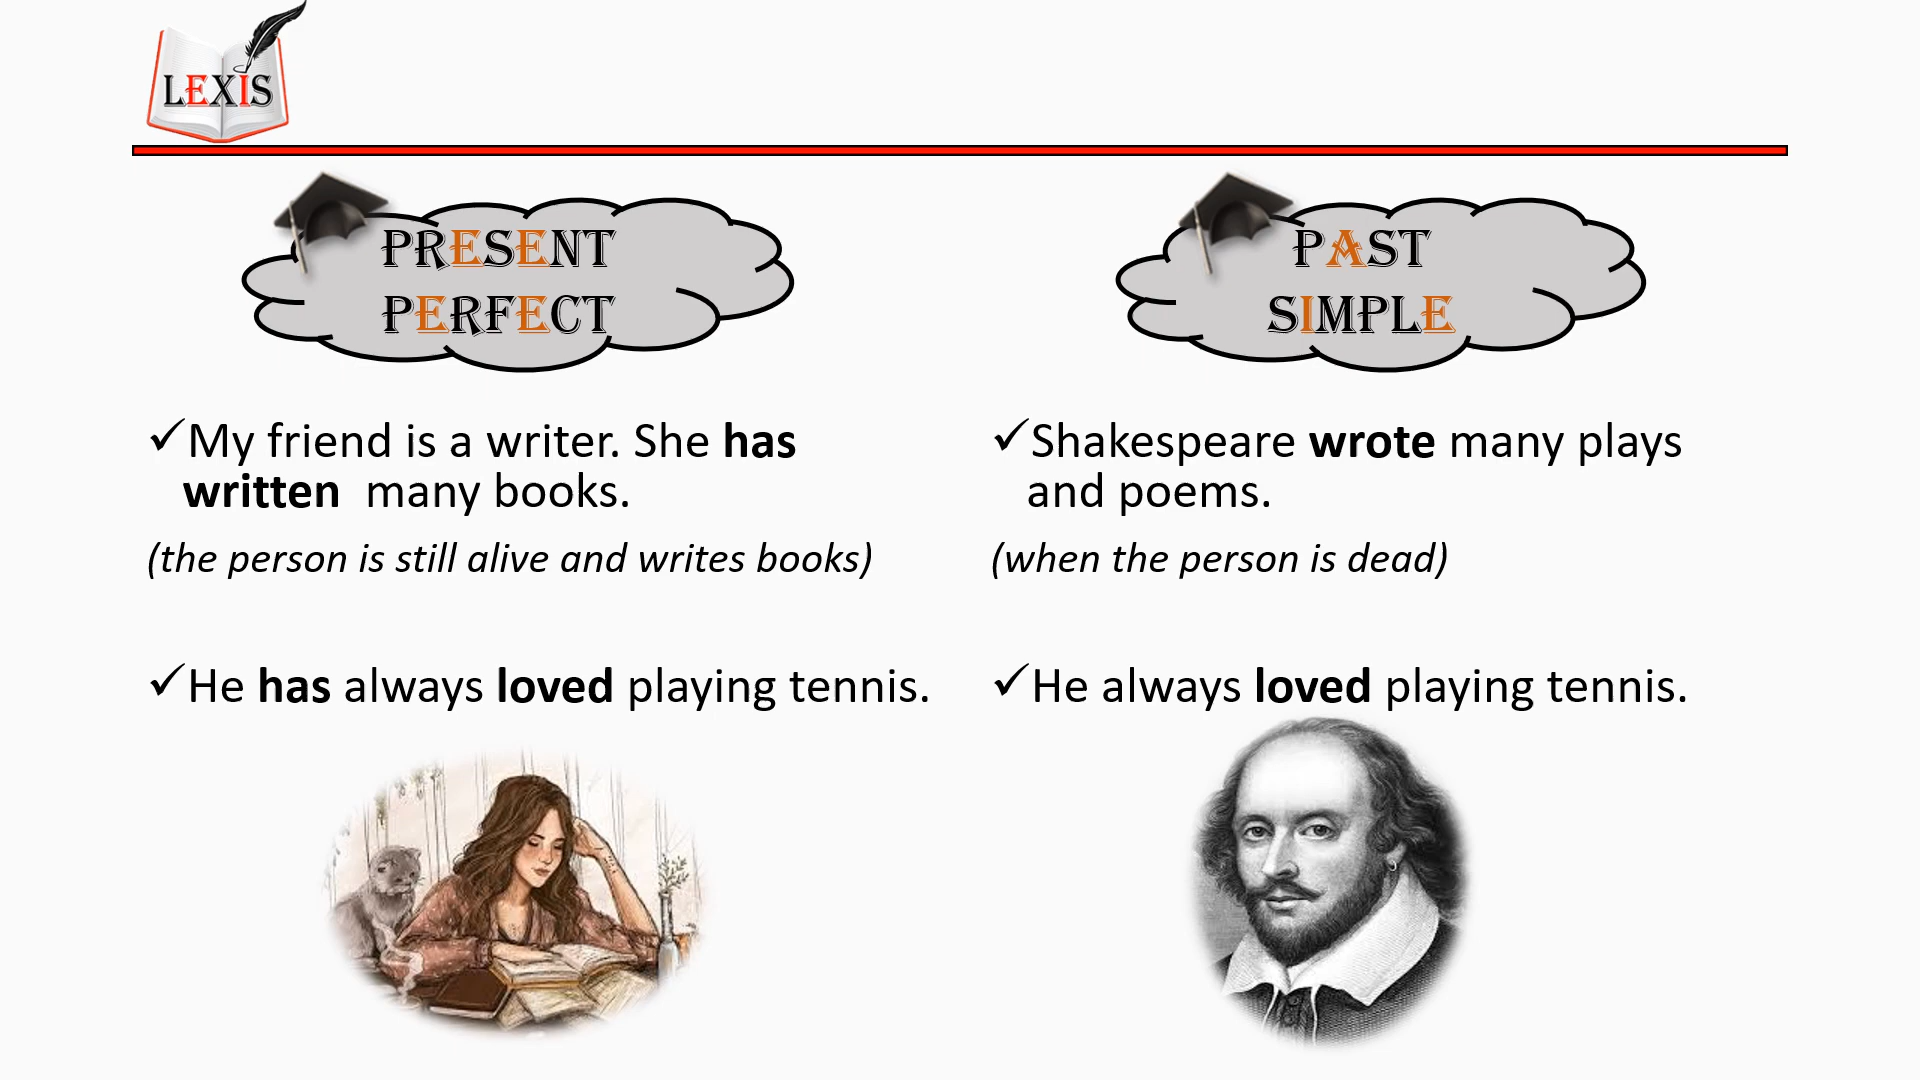 LEXIS
PRESENT
PERFECT
✓My friend is a writer. She has
written  many books.
(the person is still alive and writes books)
✓He has always loved playing tennis.
PAST
SIMPLE
✓Shakespeare wrote many plays
and poems.
(when the person is dead)
✓He always loved playing tennis.